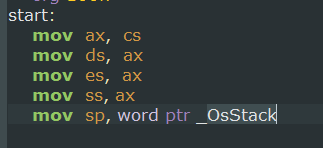 start:
mov ax, cs
mov ds, ax
mov es, ax
mov ss, ax
mov sp, word ptr _OsStack